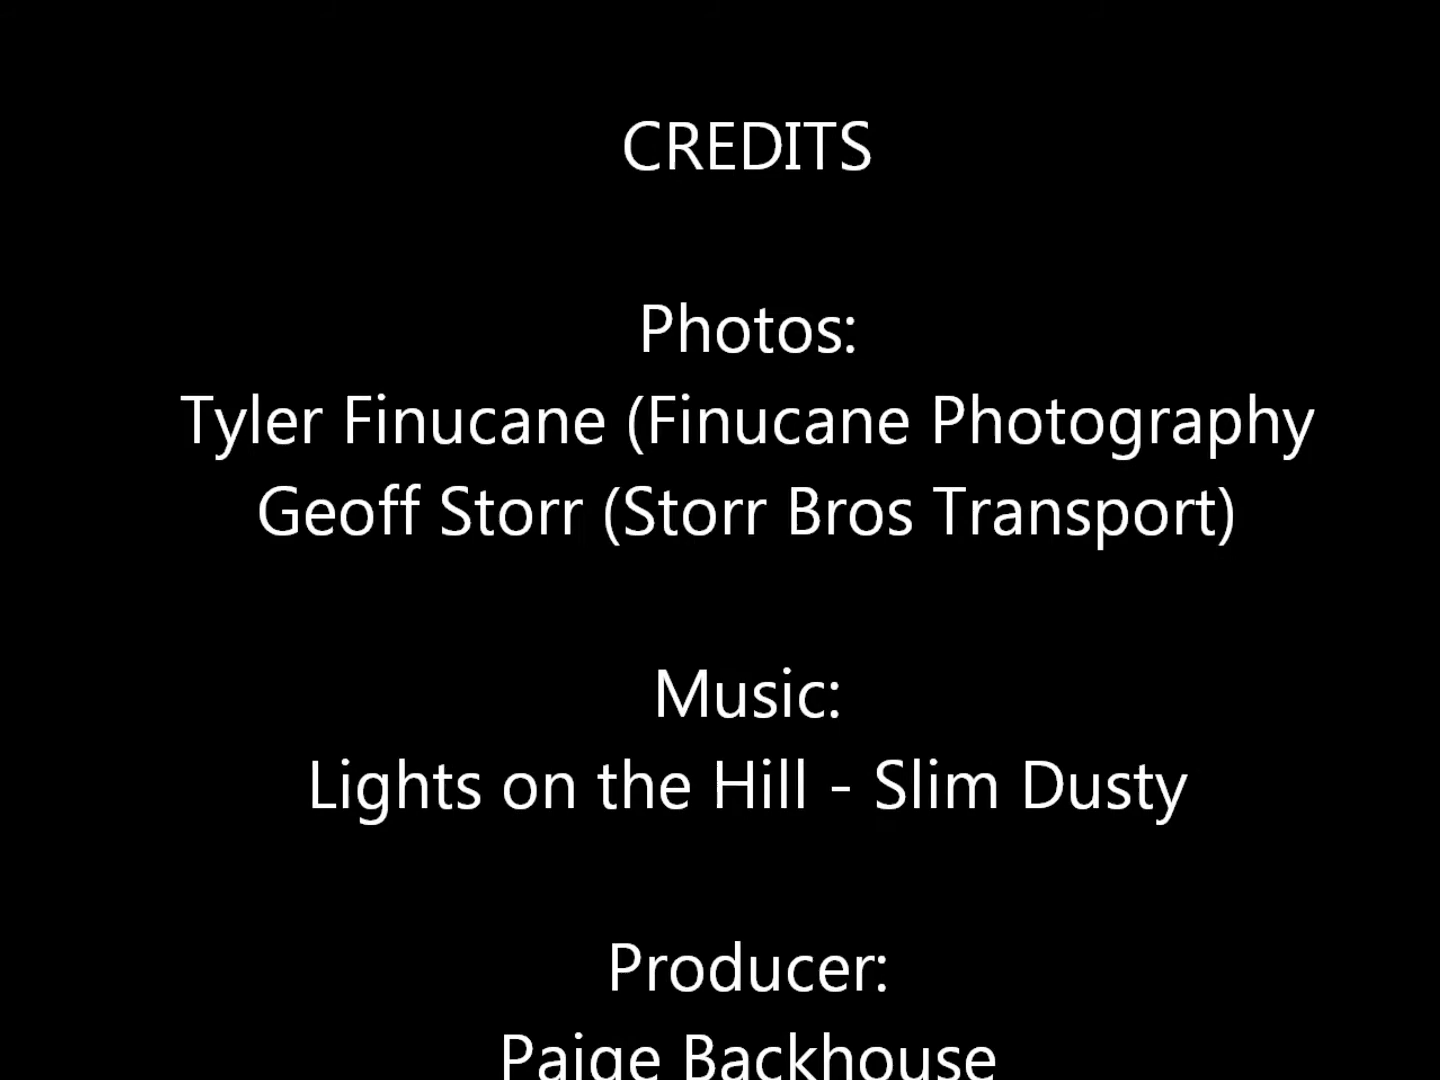 CREDITS
Photos:
Tyler Finucane (Finucane Photography
Geoff Storr (Storr Bros Transport)
Music:
Lights on the Hill - Slim Dusty
Producer:
Paige Backhouse